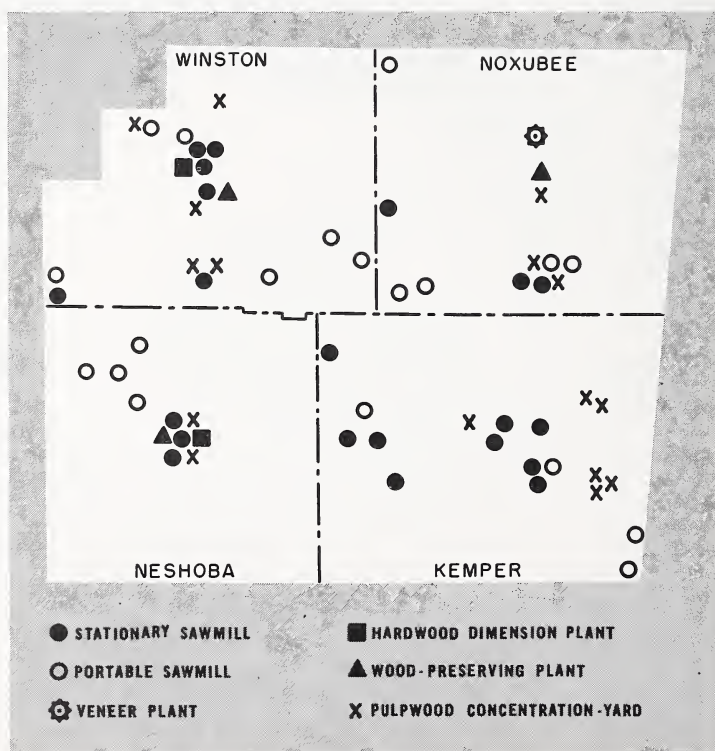 WINSTON
NOXUBEE
NESHOBA
KEMPER
STATIONARY SAWMILL
HARDWOOD DIMENSION PLANT
PORTABLE SAWMILL
WOOD-PRESERVING PLANT
VENEER PLANT
PULPWOOD CONCENTRATION-YARD